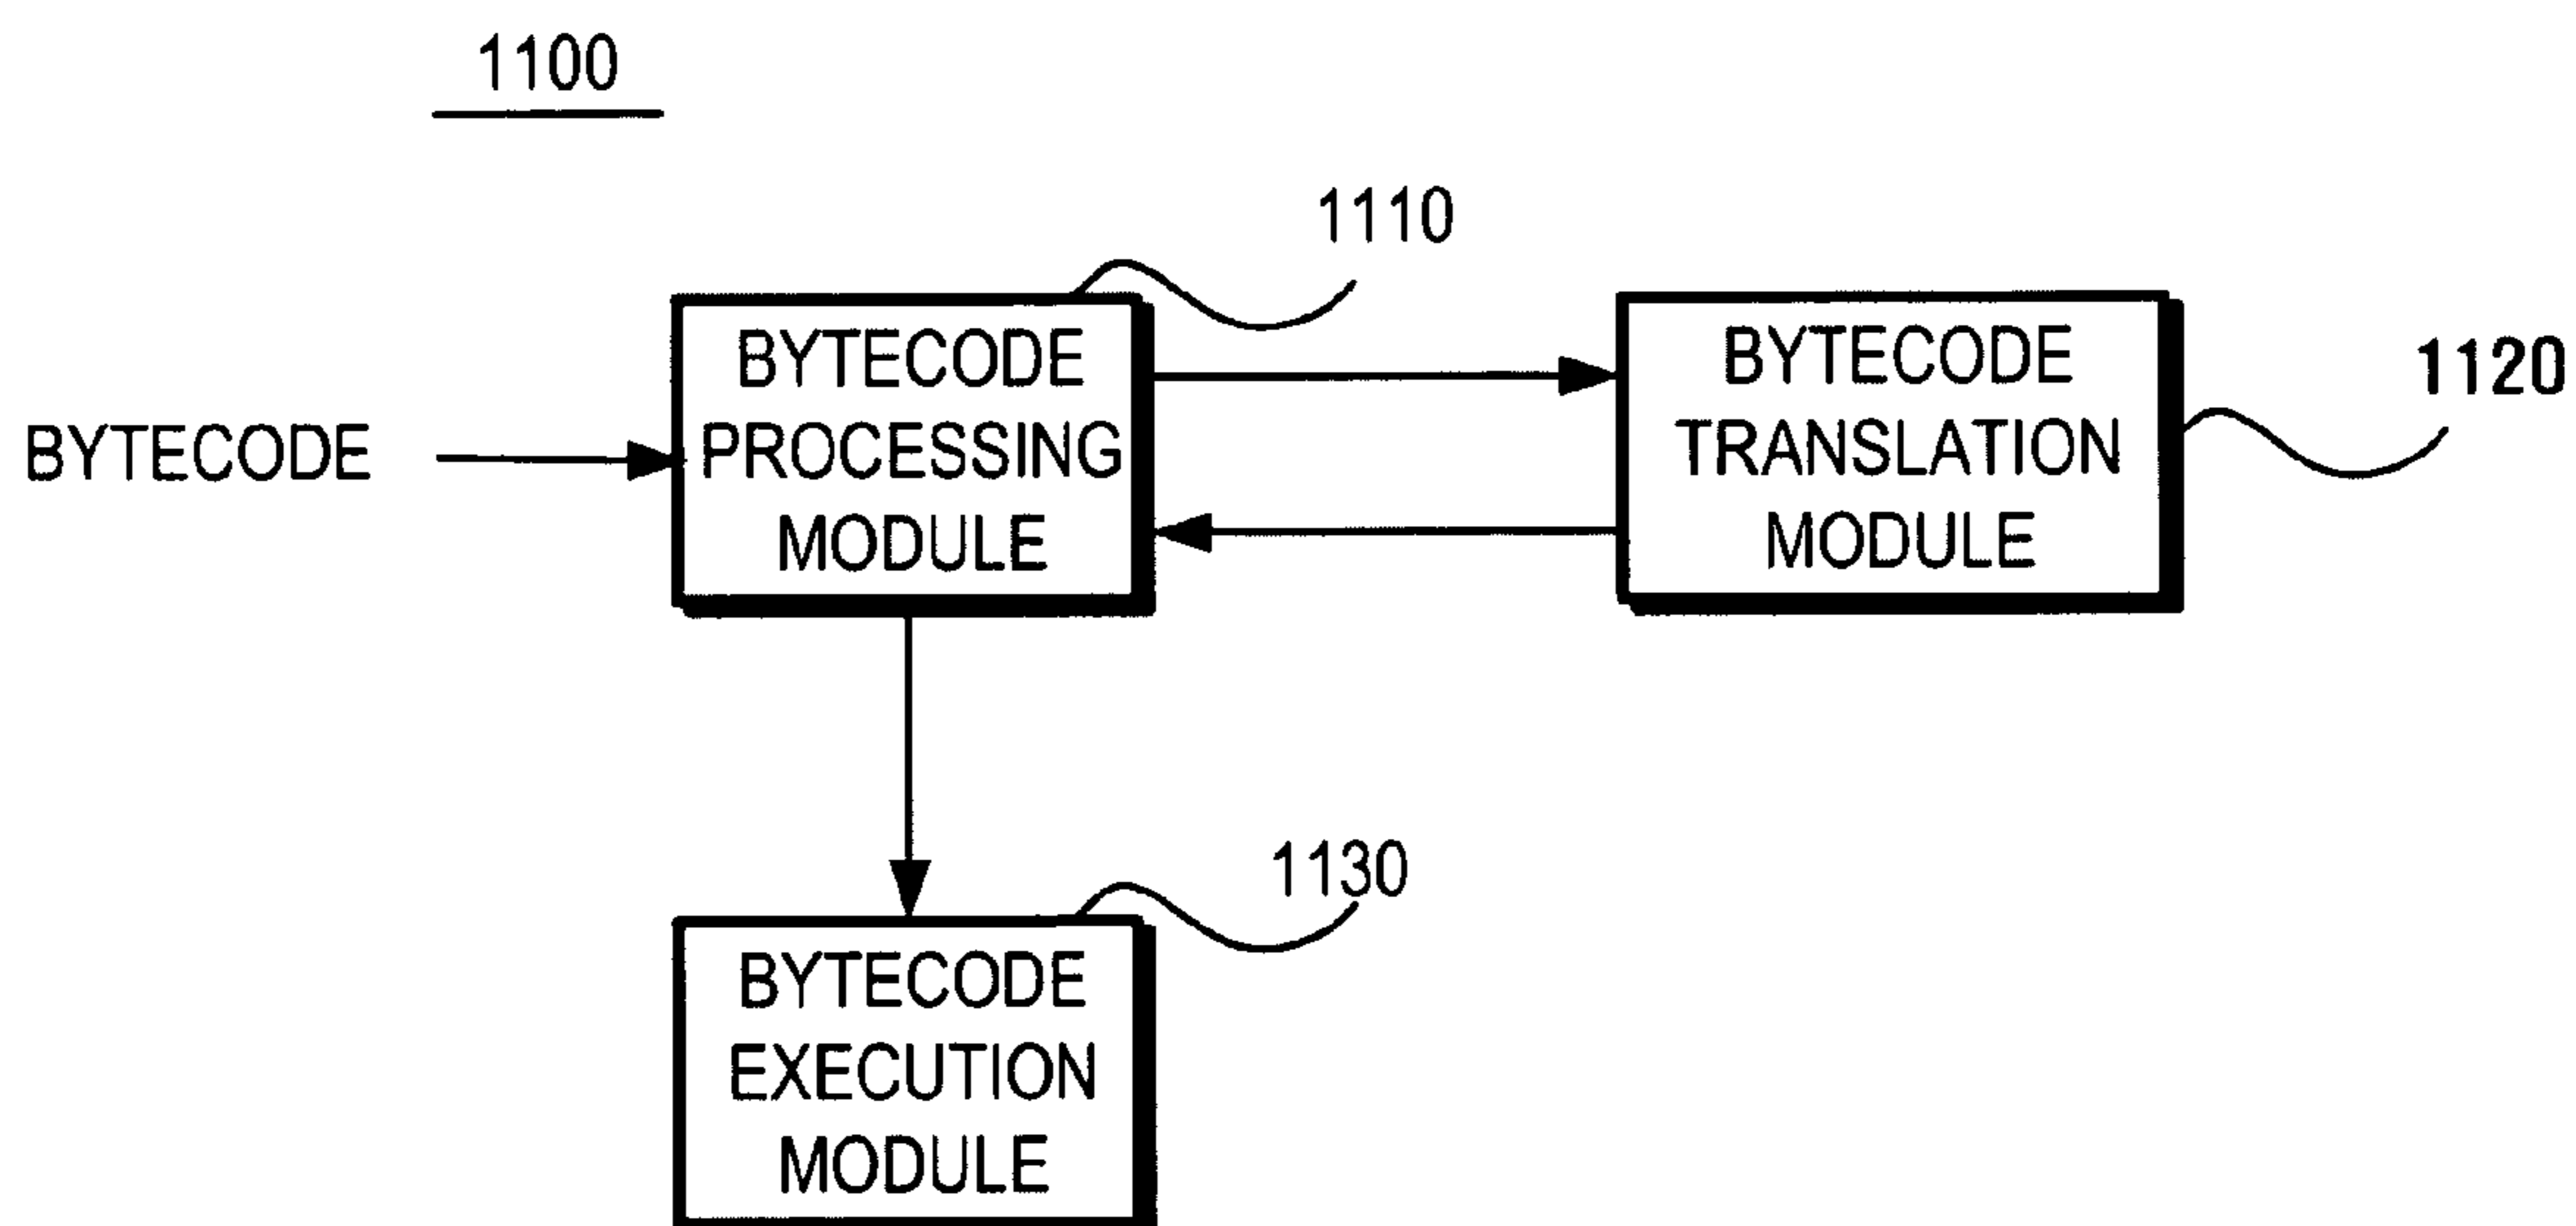 1100
1110
BYTECODE
PROCESSING
MODULE
BYTECODE
TRANSLATION
MODULE
1120
BYTECODE
1130
BYTECODE
EXECUTION
MODULE